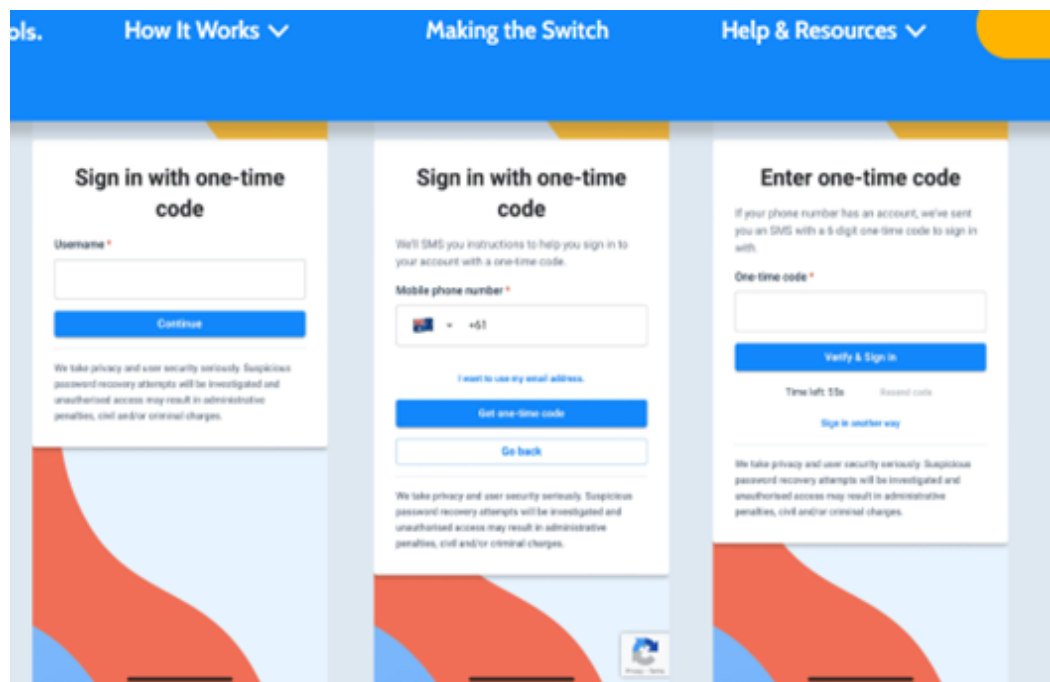 ols.
How It Works
Making the Switch
Help & Resources
Sign in with one-time
code
Username *
Continue
We take privacy and user security seriously. Suspicious
password recovery attempts will be investigated and
unauthorised access may result in administrative
penalties, civil and/or criminal charges.
Sign in with one-time
code
We'll SMS you instructions to help you sign in to
your account with a one-time code.
Mobile phone number *
+61
I want to use my email address.
Get one-time code
Go back
We take privacy and user security seriously. Suspicious
password recovery attempts will be investigated and
unauthorised access may result in administrative
penalties, civil and/or criminal charges.
Privacy - Terms
Enter one-time code
If your phone number has an account, we've sent
you an SMS with a 6-digit one-time code to sign in
with.
One-time code *
Verify & Sign in
Time left: 55s Resend code
Sign in another way
We take privacy and user security seriously. Suspicious
password recovery attempts will be investigated and
unauthorised access may result in administrative
penalties, civil and/or criminal charges.